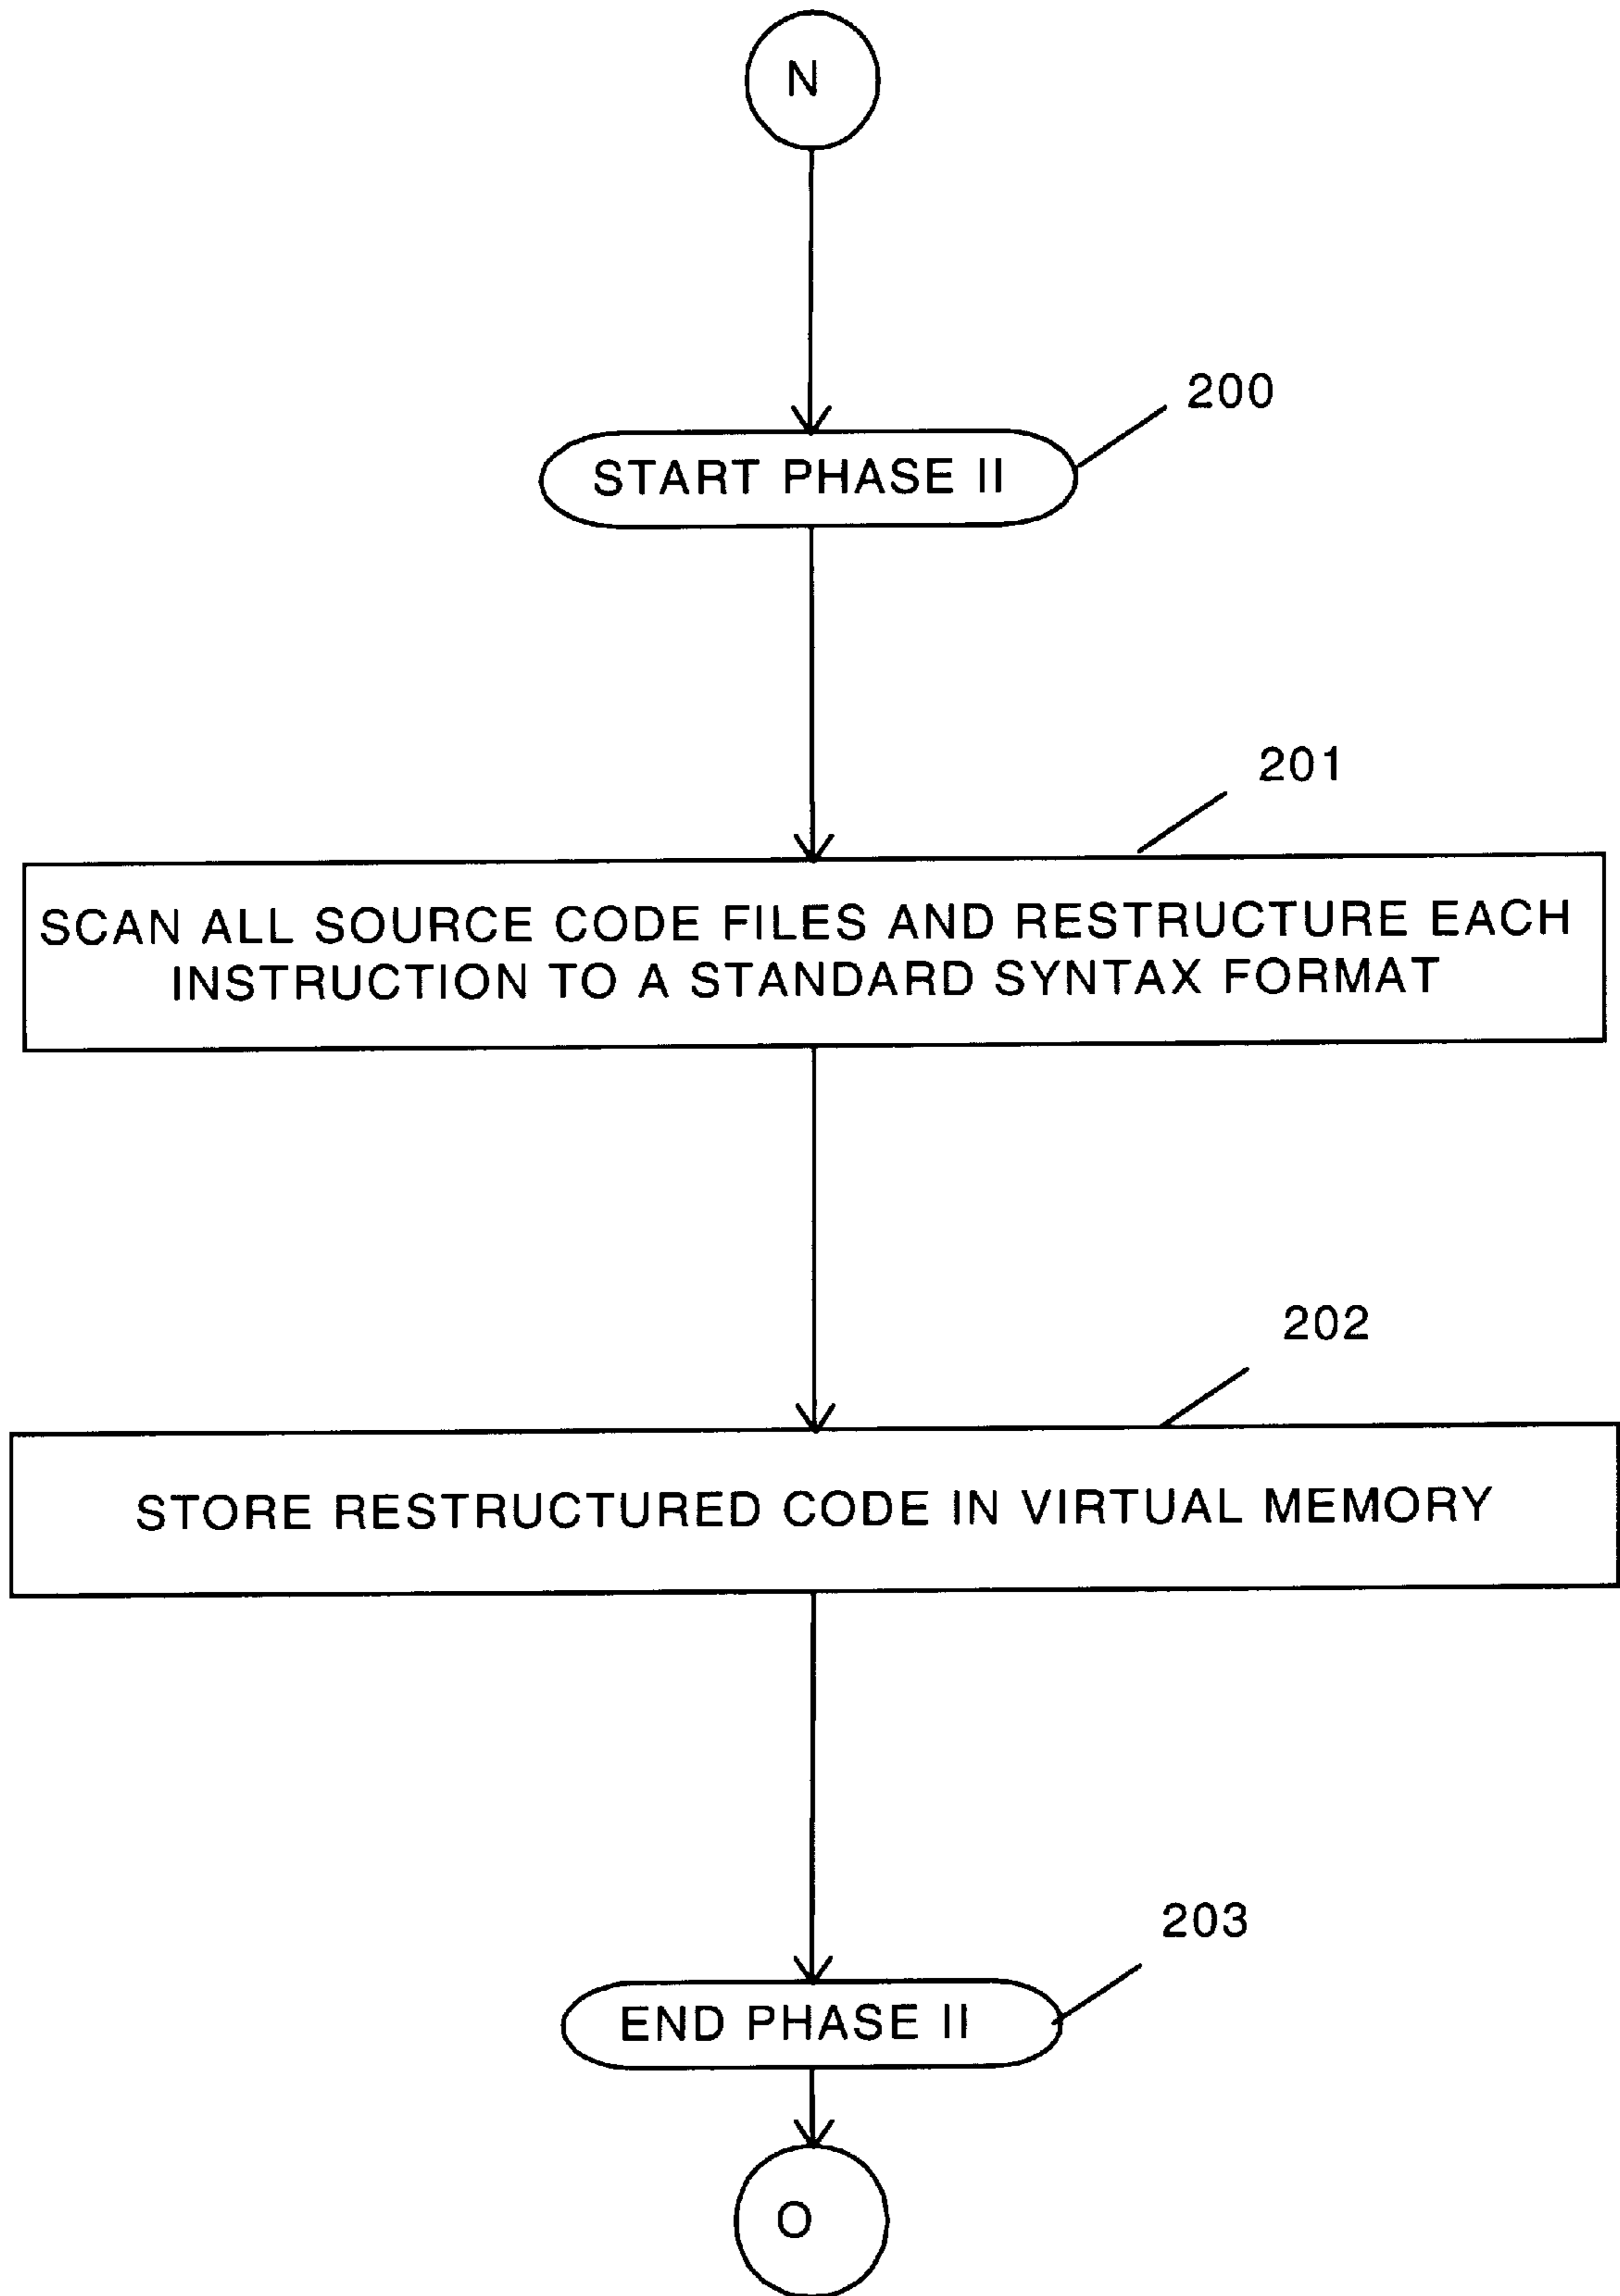 N
200
START PHASE II
201
SCAN ALL SOURCE CODE FILES AND RESTRUCTURE EACH
INSTRUCTION TO A STANDARD SYNTAX FORMAT
202
STORE RESTRUCTURED CODE IN VIRTUAL MEMORY
203
END PHASE II
O